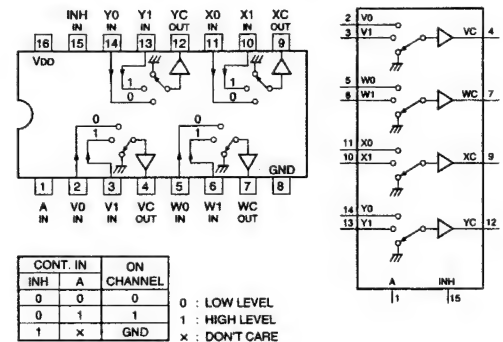 INH Y0 Y1 YC X0 X1 XC
IN IN IN OUT IN IN OUT
16 15 14 13 12 11 10 9
VDD
1
0
1
0
0
1
0
1
GND
1 2 3 4 5 6 7 8
A V0 V1 VC W0 W1 WC
IN IN IN OUT IN IN OUT
2 V0
3 V1
VC 4
5 W0
6 W1
WC 7
11 X0
10 X1
XC 9
14 Y0
13 Y1
YC 12
A INH
1 15
CONT. IN ON CHANNEL
INH A
0 0 0
0 1 1
1 × GND
0 : LOW LEVEL
1 : HIGH LEVEL
× : DON'T CARE